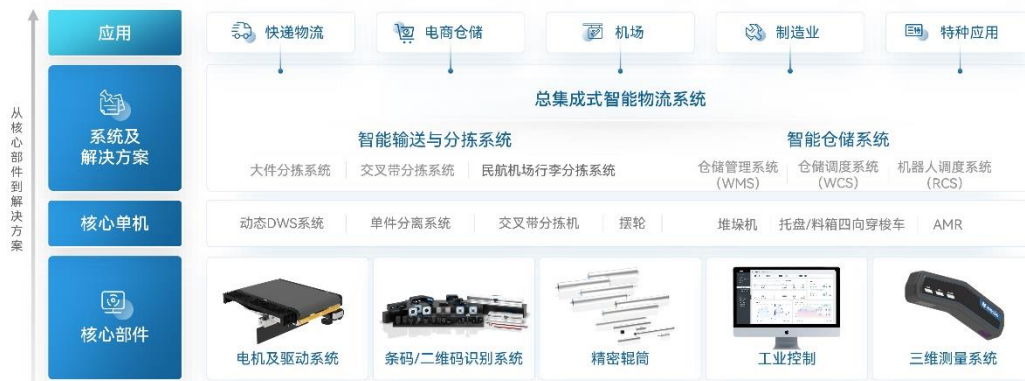 从核心部件到解决方案
应用
快递物流
电商仓储
机场
制造业
特种应用
系统及
解决方案
总集成式智能物流系统
智能输送与分拣系统
智能仓储系统
大件分拣系统
交叉带分拣系统
民航机场行李分拣系统
仓储管理系统
(WMS)
仓储调度系统
(WCS)
机器人调度系统
(RCS)
核心单机
动态DWS系统
单件分离系统
交叉带分拣机
摆轮
堆垛机
托盘/料箱四向穿梭车
AMR
核心部件
电机及驱动系统
条码/二维码识别系统
精密辊筒
工业控制
三维测量系统